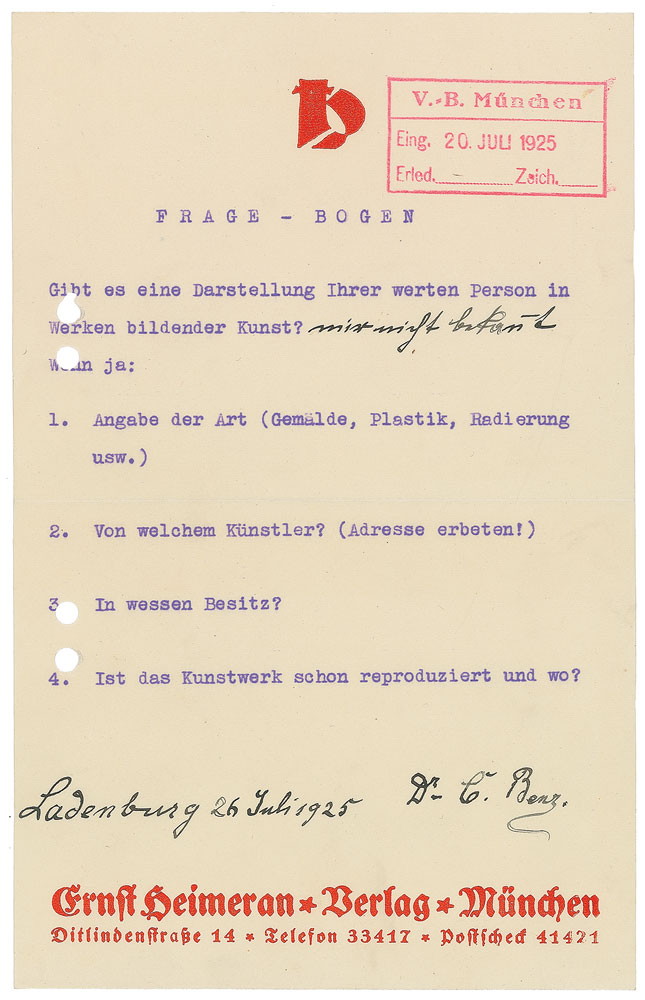 V.-B. München
Eing. 20. JULI 1925
Erled. Zeich.
FRAGE - BOGEN
Gibt es eine Darstellung Ihrer werten Person in
Werken bildender Kunst? mir nicht bekannt
Wenn ja:
1. Angabe der Art (Gemälde, Plastik, Radierung
usw.)
2. Von welchem Künstler? (Adresse erbeten!)
3. In wessen Besitz?
4. Ist das Kunstwerk schon reproduziert und wo?
Ladenburg 26 Juli 1925 Dr. C. Benz.
Ernst Heimeran * Verlag * München
Ditlindenstraße 14 * Telefon 33417 * Postscheck 41421